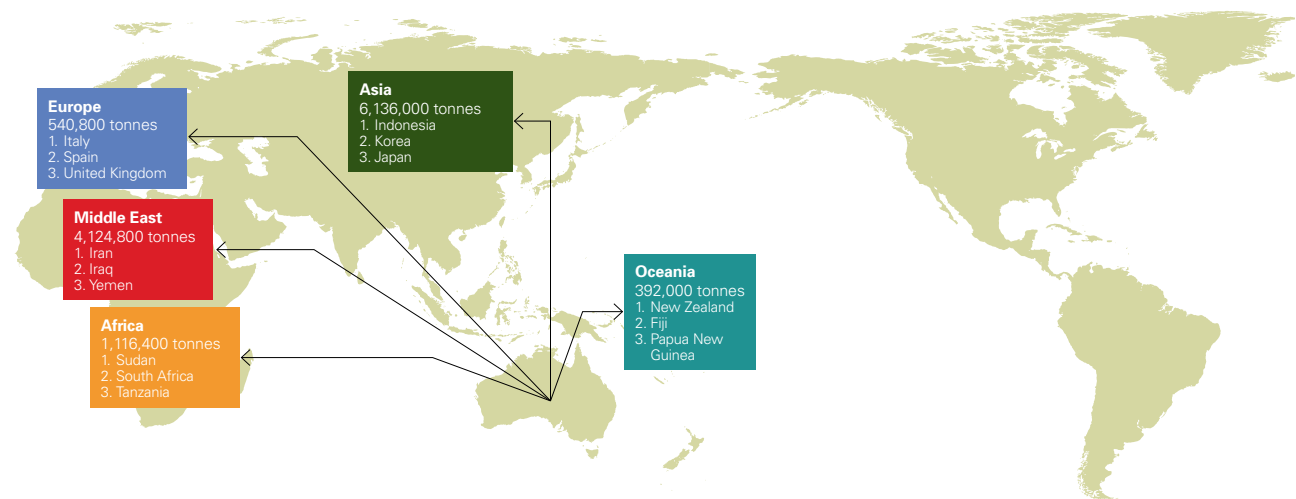 Europe
540,800 tonnes
1. Italy
2. Spain
3. United Kingdom
Asia
6,136,000 tonnes
1. Indonesia
2. Korea
3. Japan
Middle East
4,124,800 tonnes
1. Iran
2. Iraq
3. Yemen
Oceania
392,000 tonnes
1. New Zealand
2. Fiji
3. Papua New
Guinea
Africa
1,116,400 tonnes
1. Sudan
2. South Africa
3. Tanzania